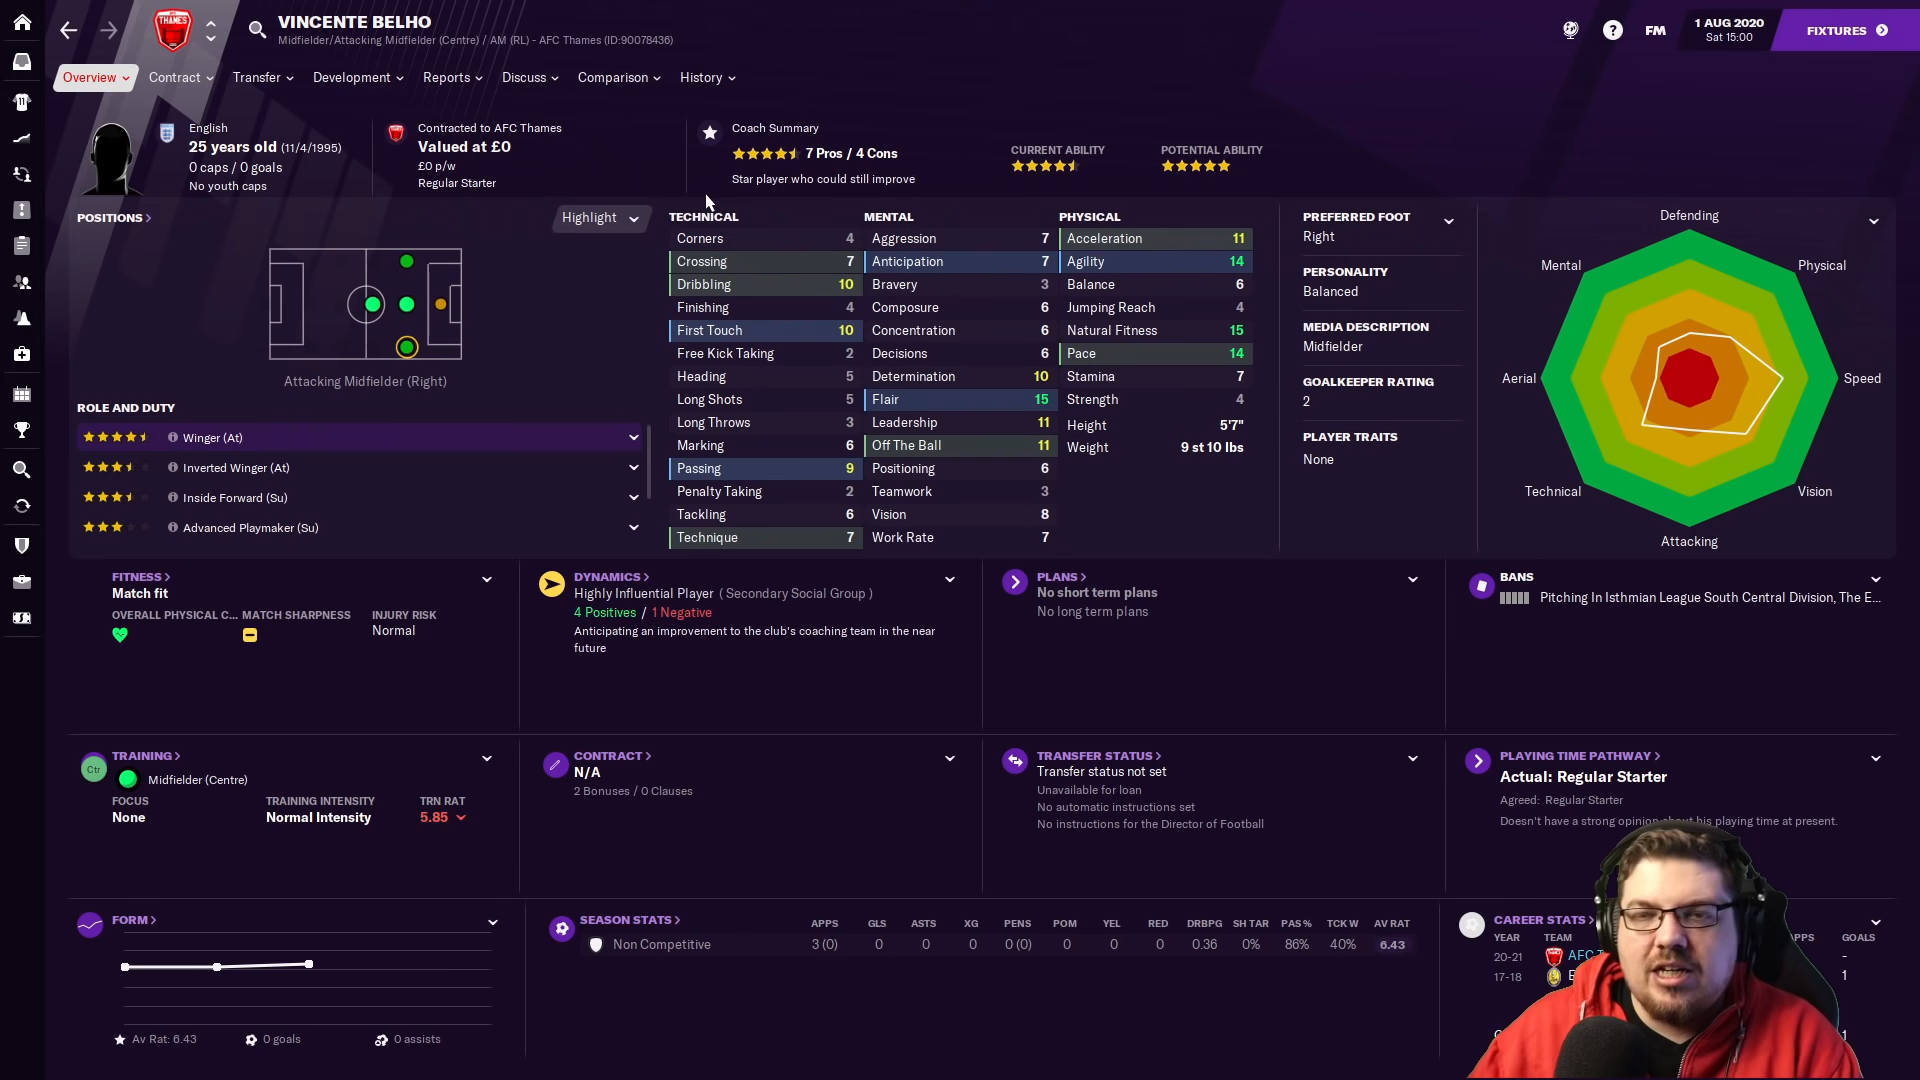 THAMES
VINCENTE BELHO
Midfielder/Attacking Midfielder (Centre) / AM (RL) - AFC Thames (ID:90078436)
FM
1 AUG 2020
Sat 15:00
FIXTURES
Overview
Contract
Transfer
Development
Reports
Discuss
Comparison
History
English
25 years old (11/4/1995)
0 caps / 0 goals
No youth caps
Contracted to AFC Thames
Valued at £0
£0 p/w
Regular Starter
Coach Summary
7 Pros / 4 Cons
Star player who could still improve
CURRENT ABILITY
POTENTIAL ABILITY
POSITIONS
Highlight
Attacking Midfielder (Right)
ROLE AND DUTY
Winger (At)
Inverted Winger (At)
Inside Forward (Su)
Advanced Playmaker (Su)
TECHNICAL
Corners 4
Crossing 7
Dribbling 10
Finishing 4
First Touch 10
Free Kick Taking 2
Heading 5
Long Shots 5
Long Throws 3
Marking 6
Passing 9
Penalty Taking 2
Tackling 6
Technique 7
MENTAL
Aggression 7
Anticipation 7
Bravery 3
Composure 6
Concentration 6
Decisions 6
Determination 10
Flair 15
Leadership 11
Off The Ball 11
Positioning 6
Teamwork 3
Vision 8
Work Rate 7
PHYSICAL
Acceleration 11
Agility 14
Balance 6
Jumping Reach 4
Natural Fitness 15
Pace 14
Stamina 7
Strength 4
Height 5'7"
Weight 9 st 10 lbs
PREFERRED FOOT
Right
PERSONALITY
Balanced
MEDIA DESCRIPTION
Midfielder
GOALKEEPER RATING
2
PLAYER TRAITS
None
Defending
Mental
Physical
Aerial
Speed
Technical
Vision
Attacking
FITNESS
Match fit
OVERALL PHYSICAL C... MATCH SHARPNESS INJURY RISK
Normal
DYNAMICS
Highly Influential Player ( Secondary Social Group )
4 Positives / 1 Negative
Anticipating an improvement to the club's coaching team in the near
future
PLANS
No short term plans
No long term plans
BANS
Pitching In Isthmian League South Central Division, The E...
TRAINING
Ctr
Midfielder (Centre)
FOCUS TRAINING INTENSITY TRN RAT
None Normal Intensity 5.85
CONTRACT
N/A
2 Bonuses / 0 Clauses
TRANSFER STATUS
Transfer status not set
Unavailable for loan
No automatic instructions set
No instructions for the Director of Football
PLAYING TIME PATHWAY
Actual: Regular Starter
Agreed: Regular Starter
Doesn't have a strong opinion about his playing time at present.
FORM
Av Rat: 6.43
0 goals
0 assists
SEASON STATS
APPS GLS ASTS XG PENS POM YEL RED DRBPG SH TAR PAS % TCK W AV RAT
Non Competitive 3 (0) 0 0 0 0 (0) 0 0 0 0.36 0% 86% 40% 6.43
CAREER STATS
YEAR TEAM GOALS
20-21 -
17-18 1
1